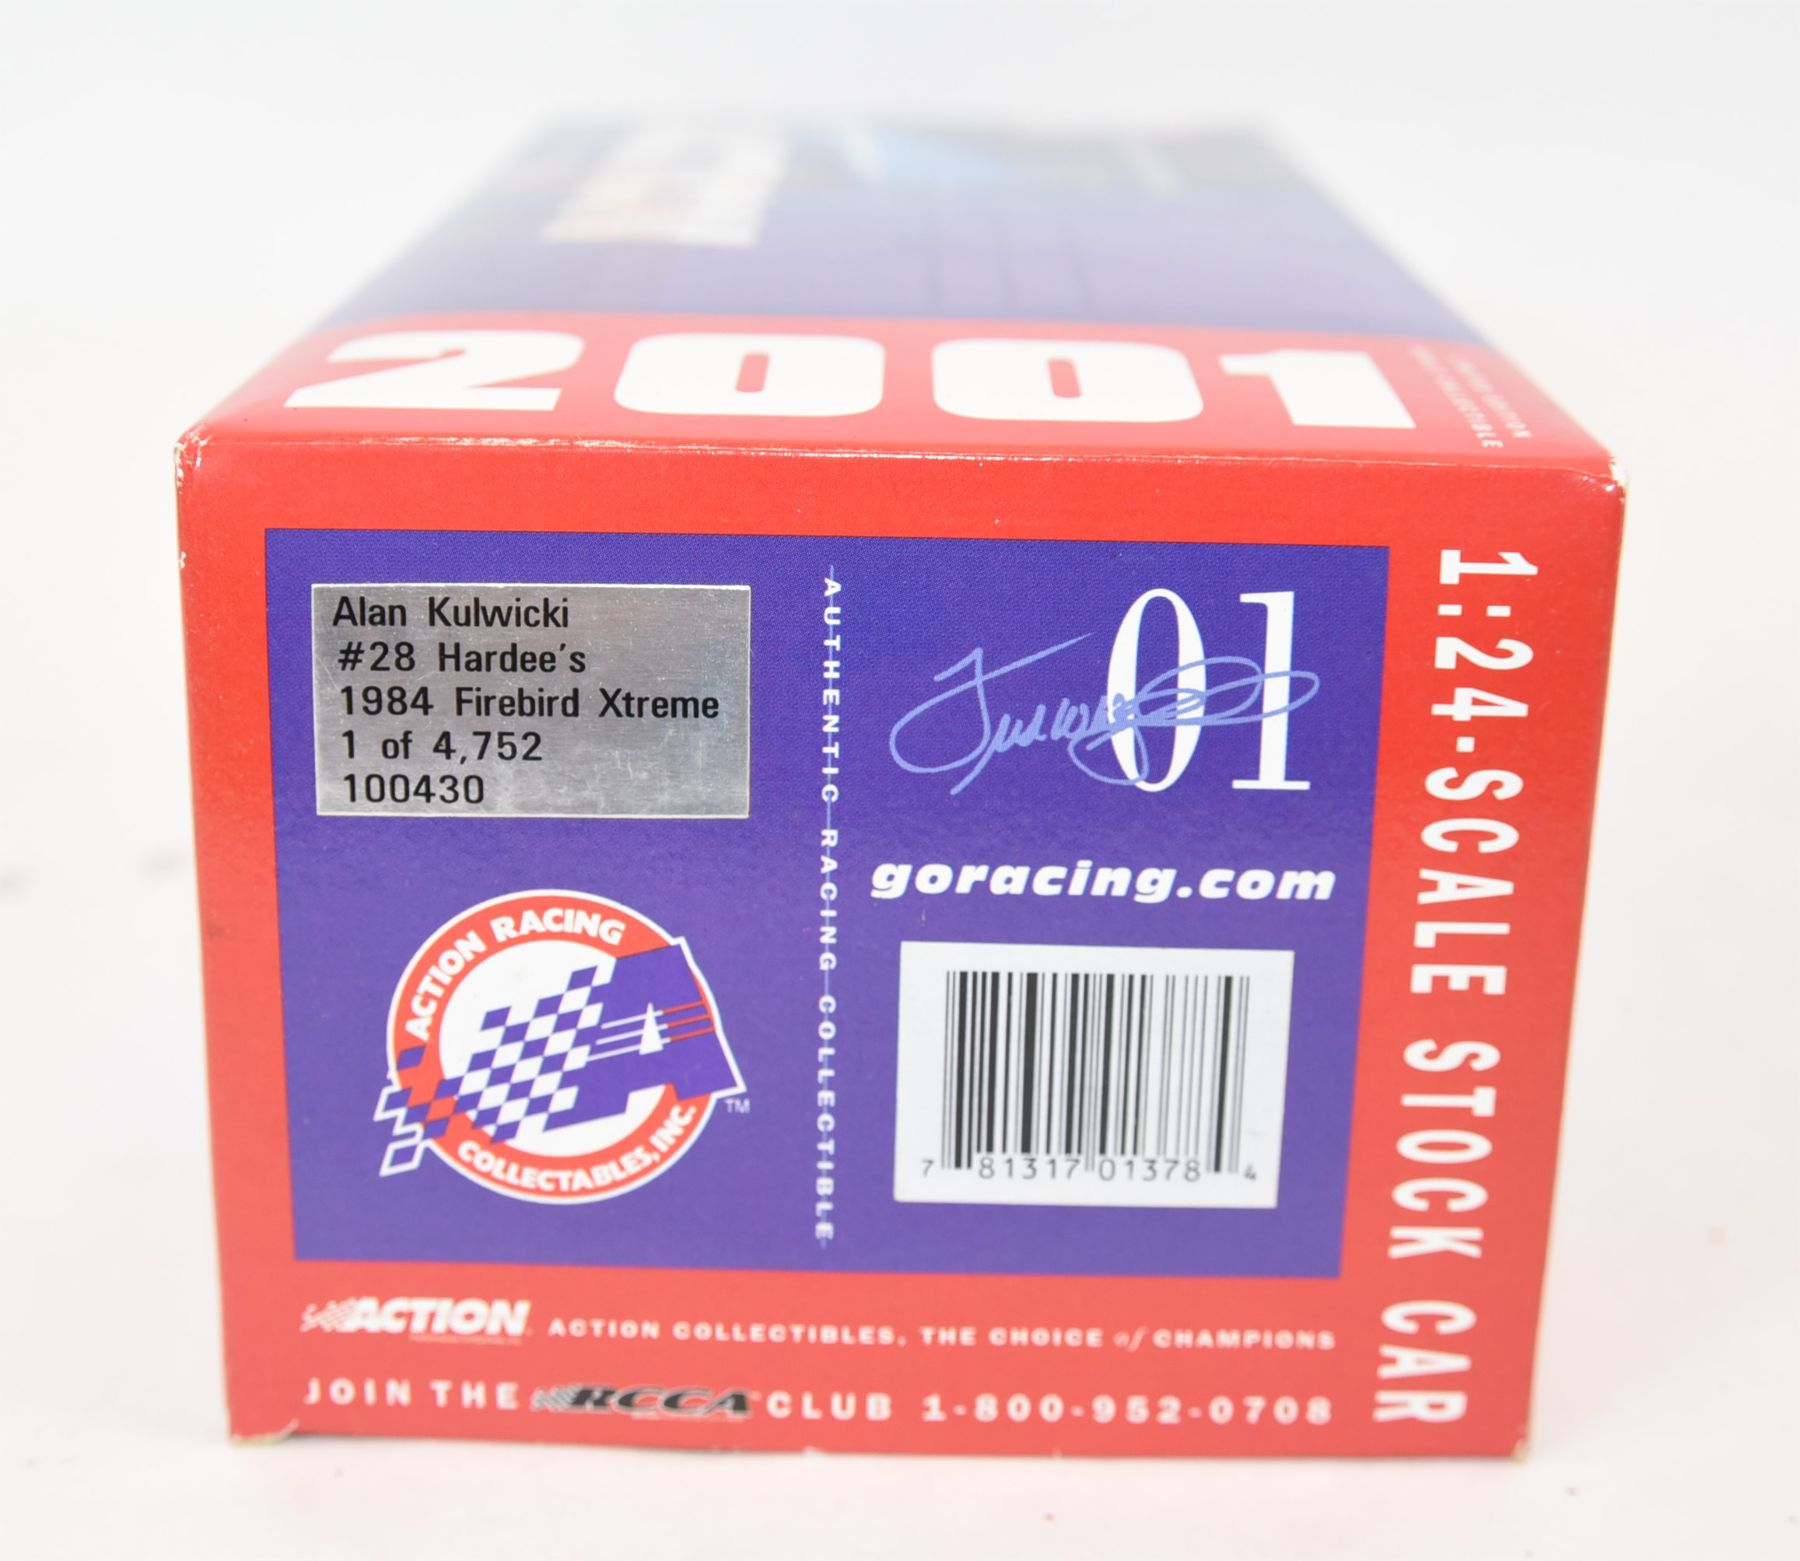 2001
Alan Kulwicki
#28 Hardee's
1984 Firebird Xtreme
1 of 4,752
100430
AUTHENTIC RACING COLLECTIBLE
01
goracing.com
7 81317 01378 4
ACTION RACING
COLLECTABLES, INC.
TM
1:24-SCALE STOCK CAR
ACTION
ACTION COLLECTIBLES, THE CHOICE of CHAMPIONS
JOIN THE RCCA CLUB 1-800-952-0708